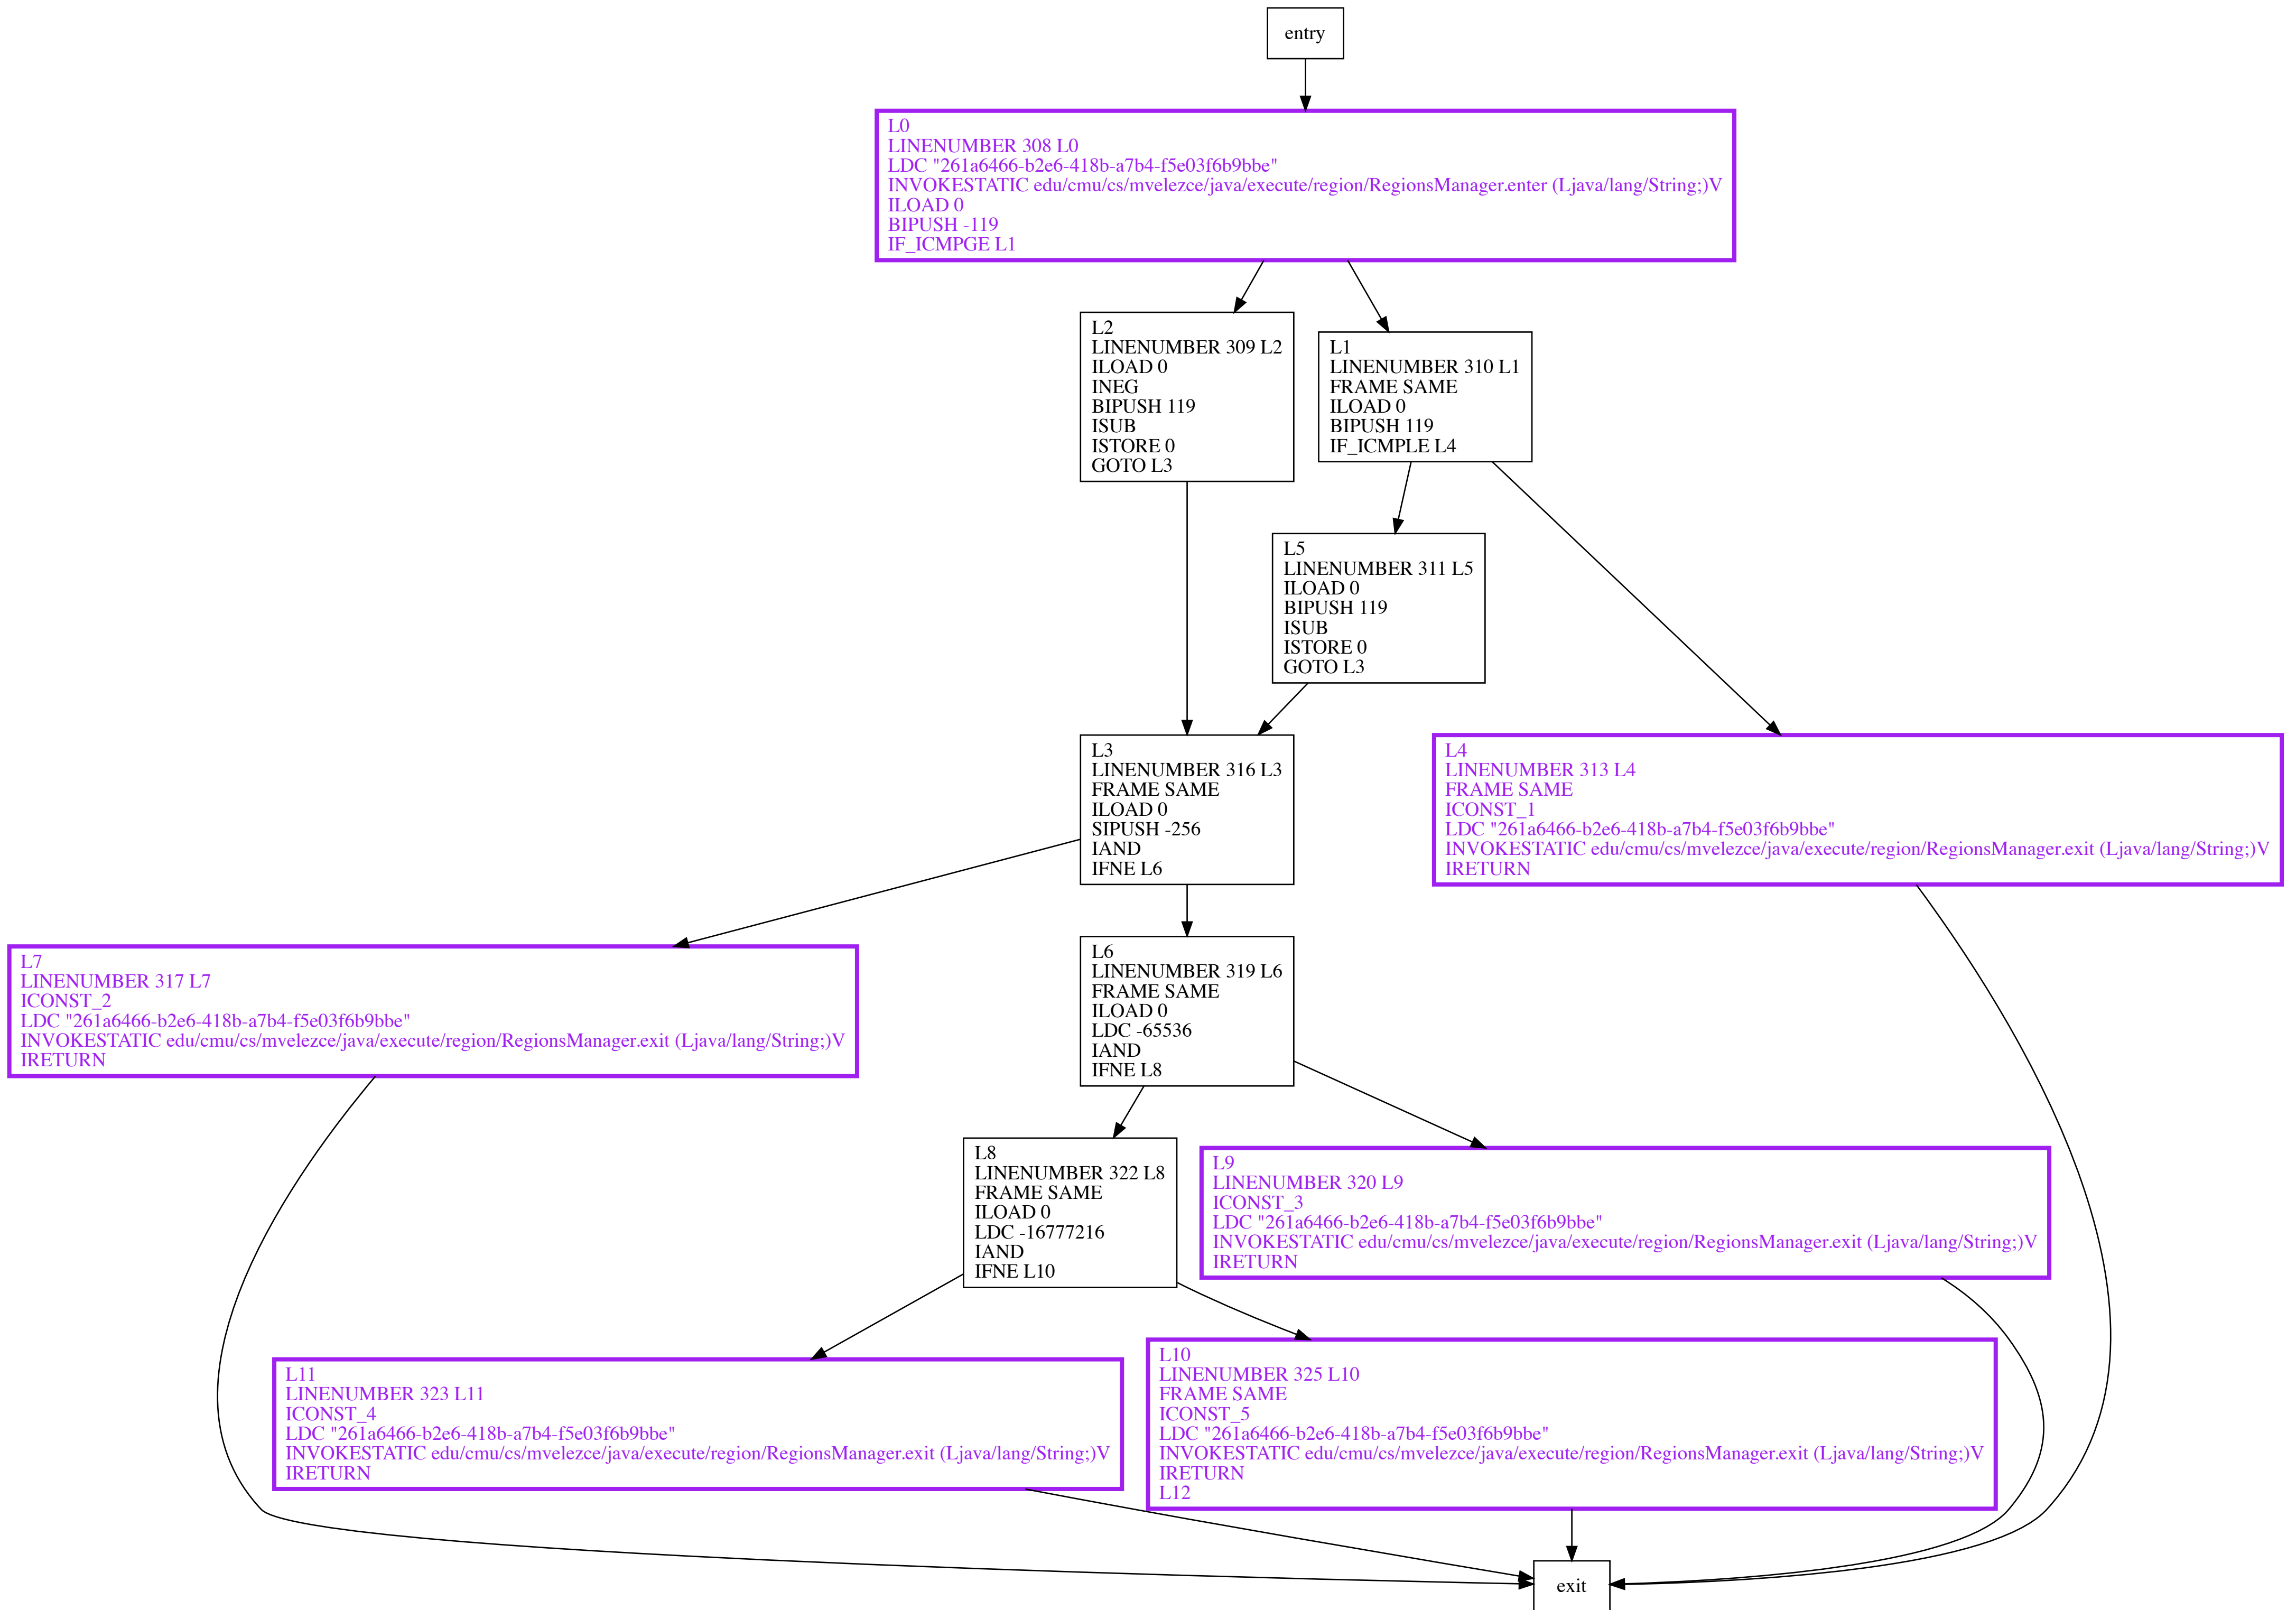 entry
L0
LINENUMBER 308 L0
LDC "261a6466-b2e6-418b-a7b4-f5e03f6b9bbe"
INVOKESTATIC edu/cmu/cs/mvelezce/java/execute/region/RegionsManager.enter (Ljava/lang/String;)V
ILOAD 0
BIPUSH -119
IF_ICMPGE L1
L2
LINENUMBER 309 L2
ILOAD 0
INEG
BIPUSH 119
ISUB
ISTORE 0
GOTO L3
L1
LINENUMBER 310 L1
FRAME SAME
ILOAD 0
BIPUSH 119
IF_ICMPLE L4
L5
LINENUMBER 311 L5
ILOAD 0
BIPUSH 119
ISUB
ISTORE 0
GOTO L3
L3
LINENUMBER 316 L3
FRAME SAME
ILOAD 0
SIPUSH -256
IAND
IFNE L6
L4
LINENUMBER 313 L4
FRAME SAME
ICONST_1
LDC "261a6466-b2e6-418b-a7b4-f5e03f6b9bbe"
INVOKESTATIC edu/cmu/cs/mvelezce/java/execute/region/RegionsManager.exit (Ljava/lang/String;)V
IRETURN
L7
LINENUMBER 317 L7
ICONST_2
LDC "261a6466-b2e6-418b-a7b4-f5e03f6b9bbe"
INVOKESTATIC edu/cmu/cs/mvelezce/java/execute/region/RegionsManager.exit (Ljava/lang/String;)V
IRETURN
L6
LINENUMBER 319 L6
FRAME SAME
ILOAD 0
LDC -65536
IAND
IFNE L8
L8
LINENUMBER 322 L8
FRAME SAME
ILOAD 0
LDC -16777216
IAND
IFNE L10
L9
LINENUMBER 320 L9
ICONST_3
LDC "261a6466-b2e6-418b-a7b4-f5e03f6b9bbe"
INVOKESTATIC edu/cmu/cs/mvelezce/java/execute/region/RegionsManager.exit (Ljava/lang/String;)V
IRETURN
L11
LINENUMBER 323 L11
ICONST_4
LDC "261a6466-b2e6-418b-a7b4-f5e03f6b9bbe"
INVOKESTATIC edu/cmu/cs/mvelezce/java/execute/region/RegionsManager.exit (Ljava/lang/String;)V
IRETURN
L10
LINENUMBER 325 L10
FRAME SAME
ICONST_5
LDC "261a6466-b2e6-418b-a7b4-f5e03f6b9bbe"
INVOKESTATIC edu/cmu/cs/mvelezce/java/execute/region/RegionsManager.exit (Ljava/lang/String;)V
IRETURN
L12
exit